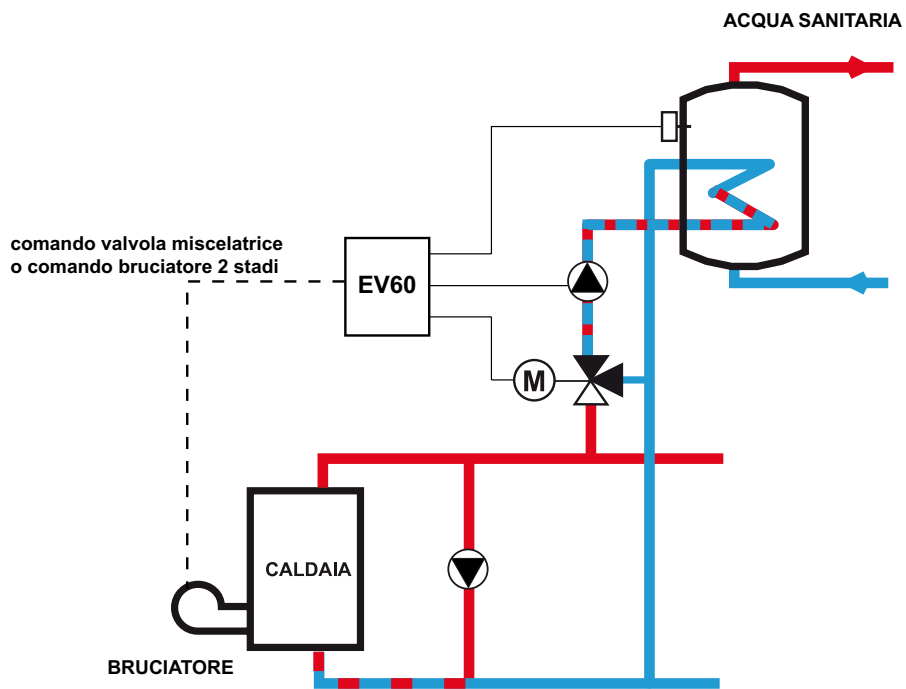 ACQUA SANITARIA
comando valvola miscelatrice
o comando bruciatore 2 stadi
EV60
M
CALDAIA
BRUCIATORE